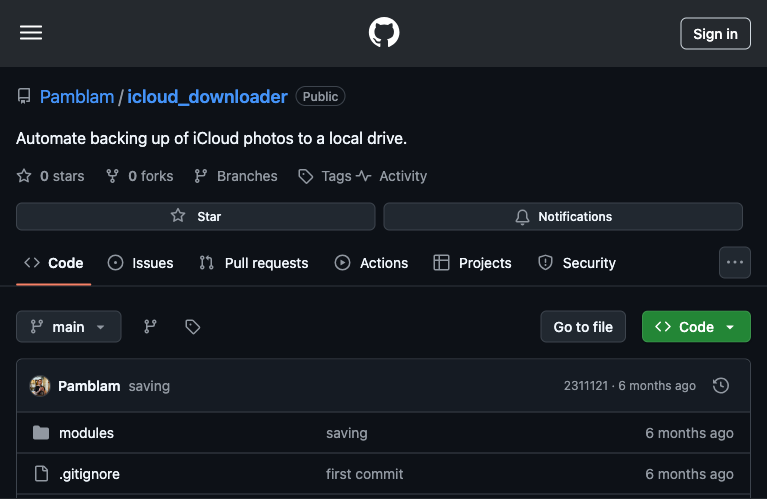 Sign in
Pamblam / icloud_downloader Public
Automate backing up of iCloud photos to a local drive.
0 stars 0 forks Branches Tags Activity
Star Notifications
Code Issues Pull requests Actions Projects Security
main Go to file Code
Pamblam saving 2311121 · 6 months ago
modules saving 6 months ago
.gitignore first commit 6 months ago